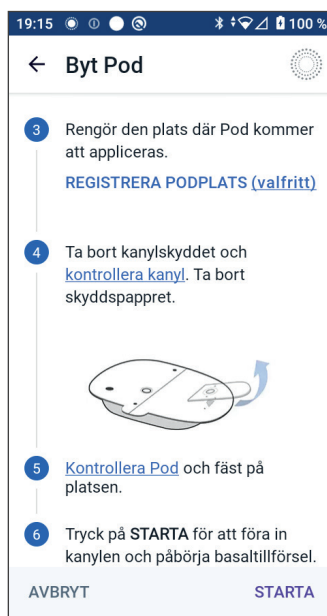 19:15 100 %
Byt Pod
3 Rengör den plats där Pod kommer
att appliceras.
REGISTRERA PODPLATS (valfritt)
4 Ta bort kanylskyddet och
kontrollera kanyl. Ta bort
skyddspappret.
5 Kontrollera Pod och fäst på
platsen.
6 Tryck på STARTA för att föra in
kanylen och påbörja basaltillförsel.
AVBRYT STARTA